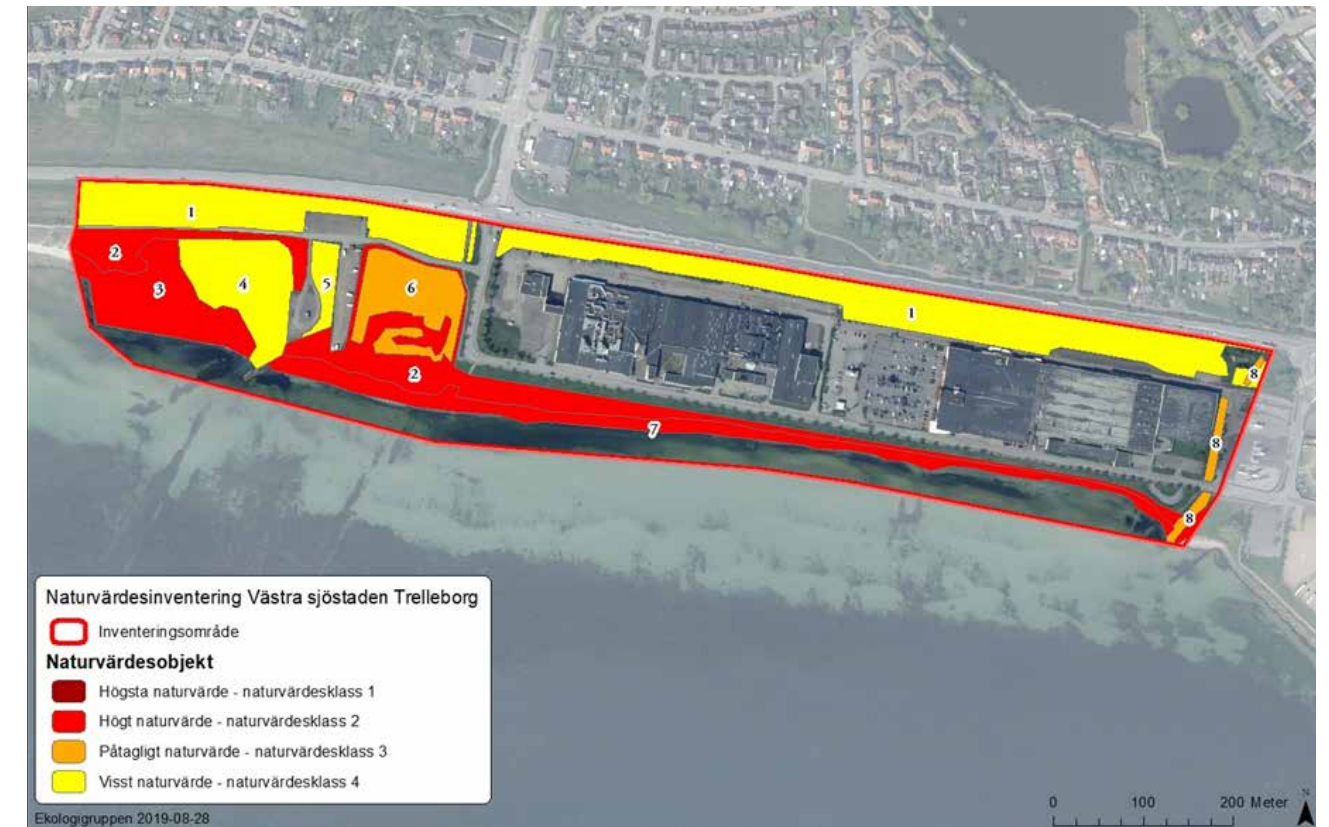 1
2
3
4
5
6
1
2
7
8
8
8
Naturvärdesinventering Västra sjöstaden Trelleborg
Inventeringsområde
Naturvärdesobjekt
Högsta naturvärde - naturvärdesklass 1
Högt naturvärde - naturvärdesklass 2
Påtagligt naturvärde - naturvärdesklass 3
Visst naturvärde - naturvärdesklass 4
Ekologigruppen 2019-08-28
0 100 200 Meter
N